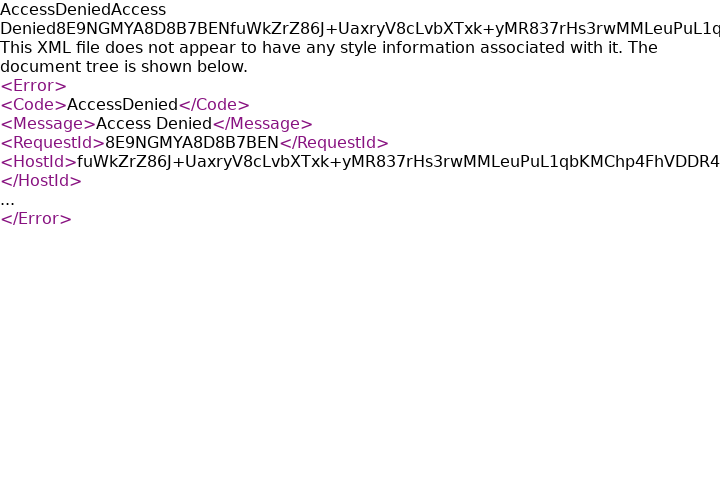 AccessDeniedAccess
Denied8E9NGMYA8D8B7BENfuWkZrZ86J+UaxryV8cLvbXTxk+yMR837rHs3rwMMLeuPuL1q
This XML file does not appear to have any style information associated with it. The
document tree is shown below.
<Error>
<Code>AccessDenied</Code>
<Message>Access Denied</Message>
<RequestId>8E9NGMYA8D8B7BEN</RequestId>
<HostId>fuWkZrZ86J+UaxryV8cLvbXTxk+yMR837rHs3rwMMLeuPuL1qbKMChp4FhVDDR4
</HostId>
...
</Error>